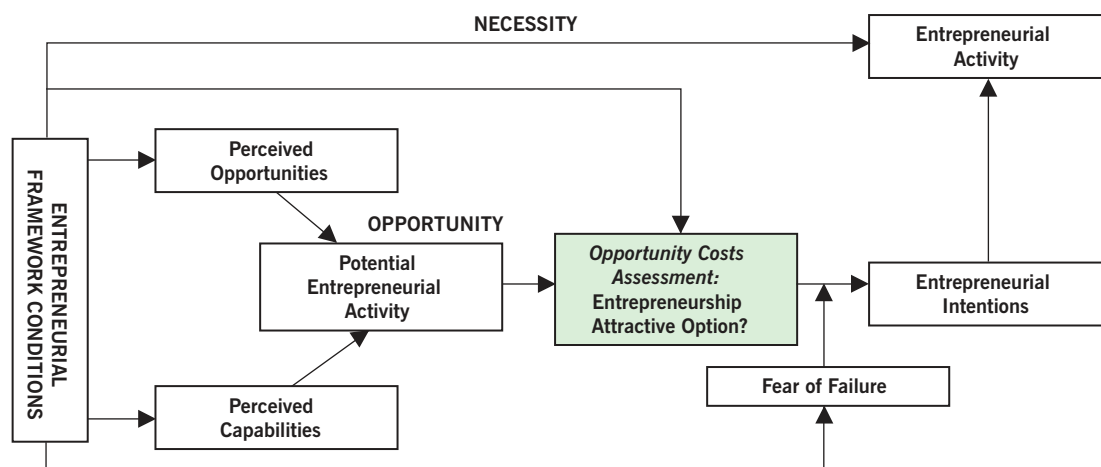 NECESSITY
Entrepreneurial
Activity
ENTREPRENEURIAL
FRAMEWORK CONDITIONS
Perceived
Opportunities
OPPORTUNITY
Potential
Entrepreneurial
Activity
Opportunity Costs
Assessment:
Entrepreneurship
Attractive Option?
Entrepreneurial
Intentions
Fear of Failure
Perceived
Capabilities